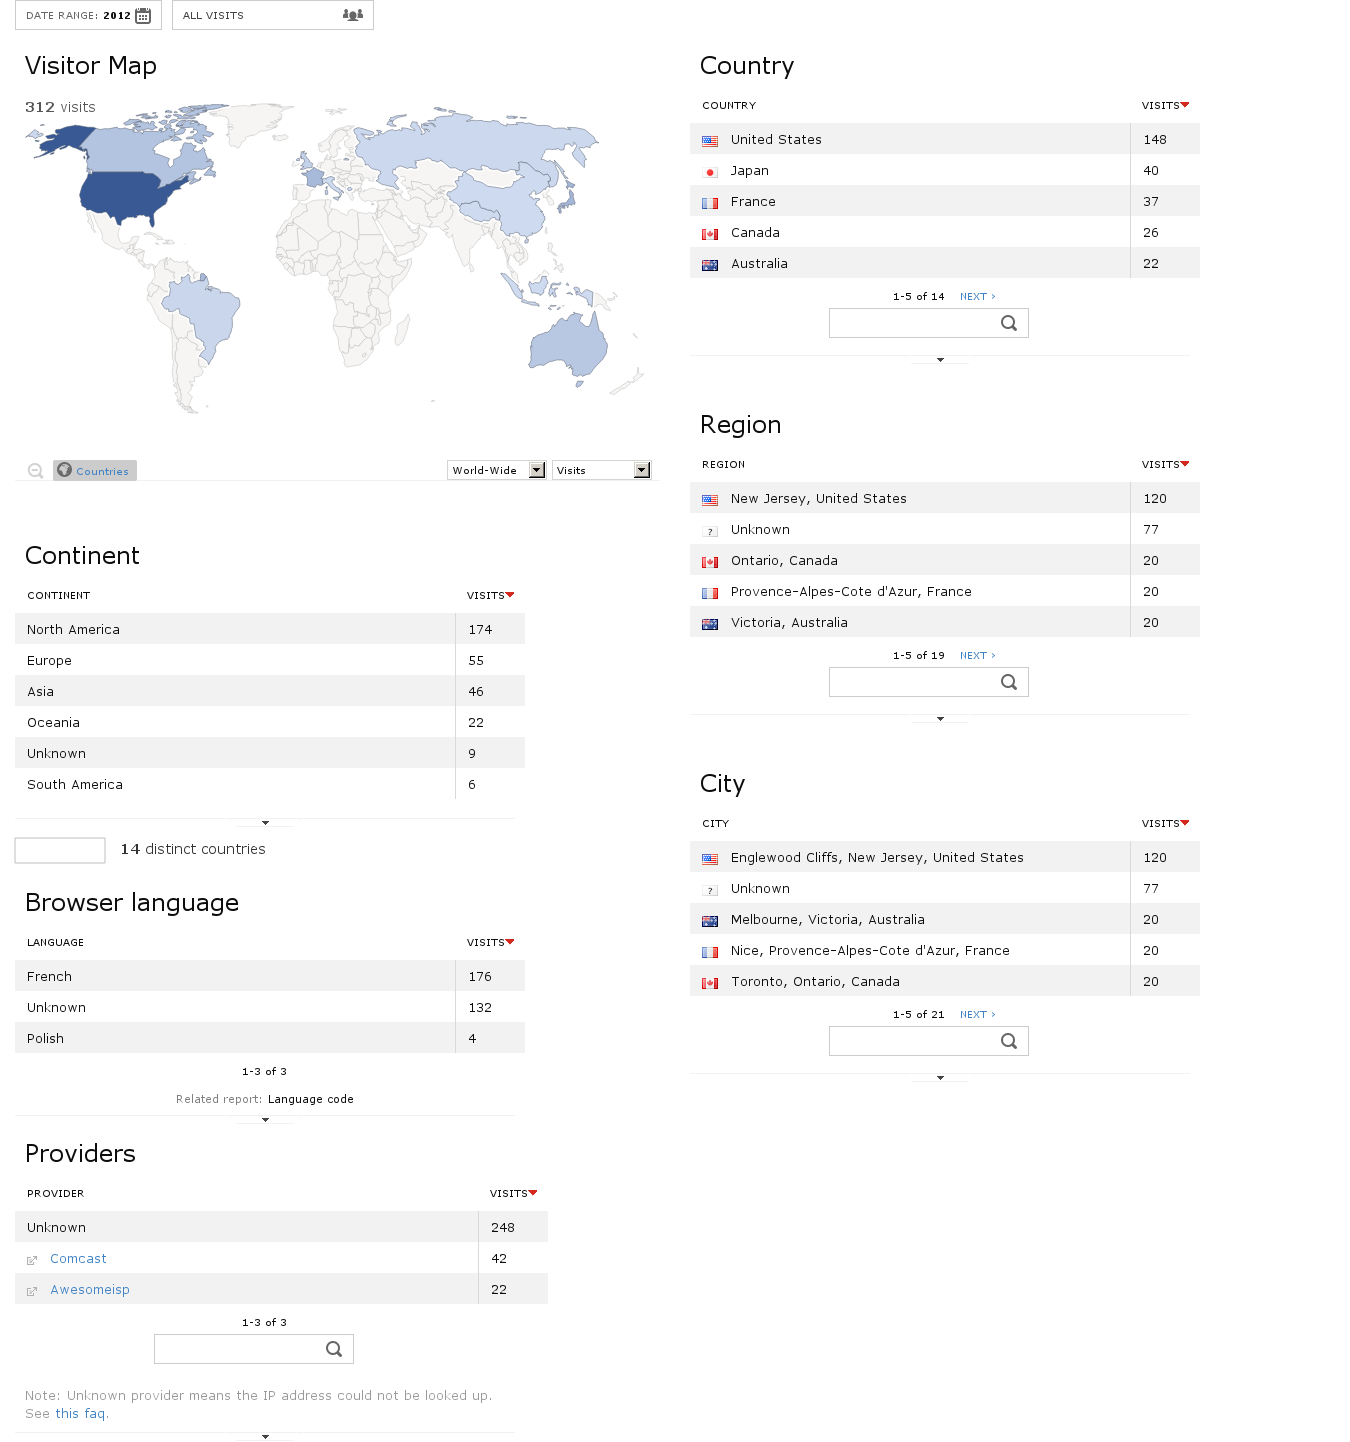 DATE RANGE: 2012
ALL VISITS
Visitor Map
312 visits
Countries
World-Wide
Visits
Continent
CONTINENT VISITS
North America 174
Europe 55
Asia 46
Oceania 22
Unknown 9
South America 6
14 distinct countries
Browser language
LANGUAGE VISITS
French 176
Unknown 132
Polish 4
1-3 of 3
Related report: Language code
Providers
PROVIDER VISITS
Unknown 248
Comcast 42
Awesomeisp 22
1-3 of 3
Note: Unknown provider means the IP address could not be looked up.
See this faq.
Country
COUNTRY VISITS
United States 148
Japan 40
France 37
Canada 26
Australia 22
1-5 of 14 NEXT ›
Region
REGION VISITS
New Jersey, United States 120
? Unknown 77
Ontario, Canada 20
Provence-Alpes-Cote d'Azur, France 20
Victoria, Australia 20
1-5 of 19 NEXT ›
City
CITY VISITS
Englewood Cliffs, New Jersey, United States 120
? Unknown 77
Melbourne, Victoria, Australia 20
Nice, Provence-Alpes-Cote d'Azur, France 20
Toronto, Ontario, Canada 20
1-5 of 21 NEXT ›